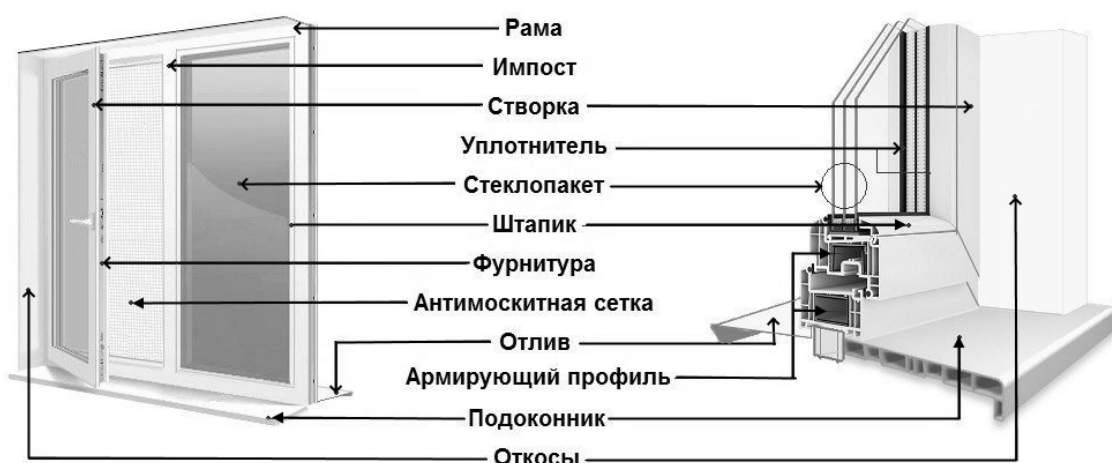 Рама
Импост
Створка
Уплотнитель
Стеклопакет
Штапик
Фурнитура
Антимоскитная сетка
Отлив
Армирующий профиль
Подоконник
Откосы